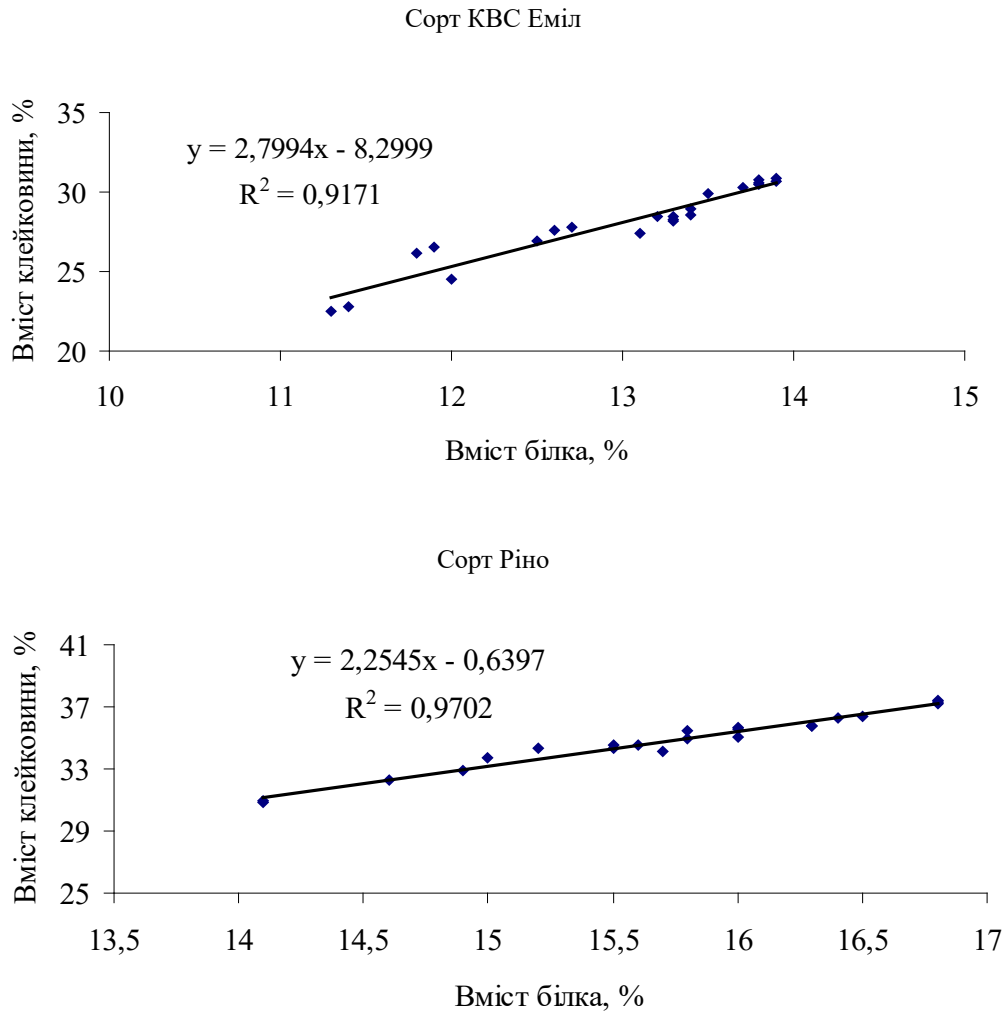 Сорт КВС Еміл
Вміст клейковини, %
35
30
25
20
y = 2,7994x - 8,2999
R² = 0,9171
10 11 12 13 14 15
Вміст білка, %
Сорт Ріно
Вміст клейковини, %
41
37
33
29
25
y = 2,2545x - 0,6397
R² = 0,9702
13,5 14 14,5 15 15,5 16 16,5 17
Вміст білка, %